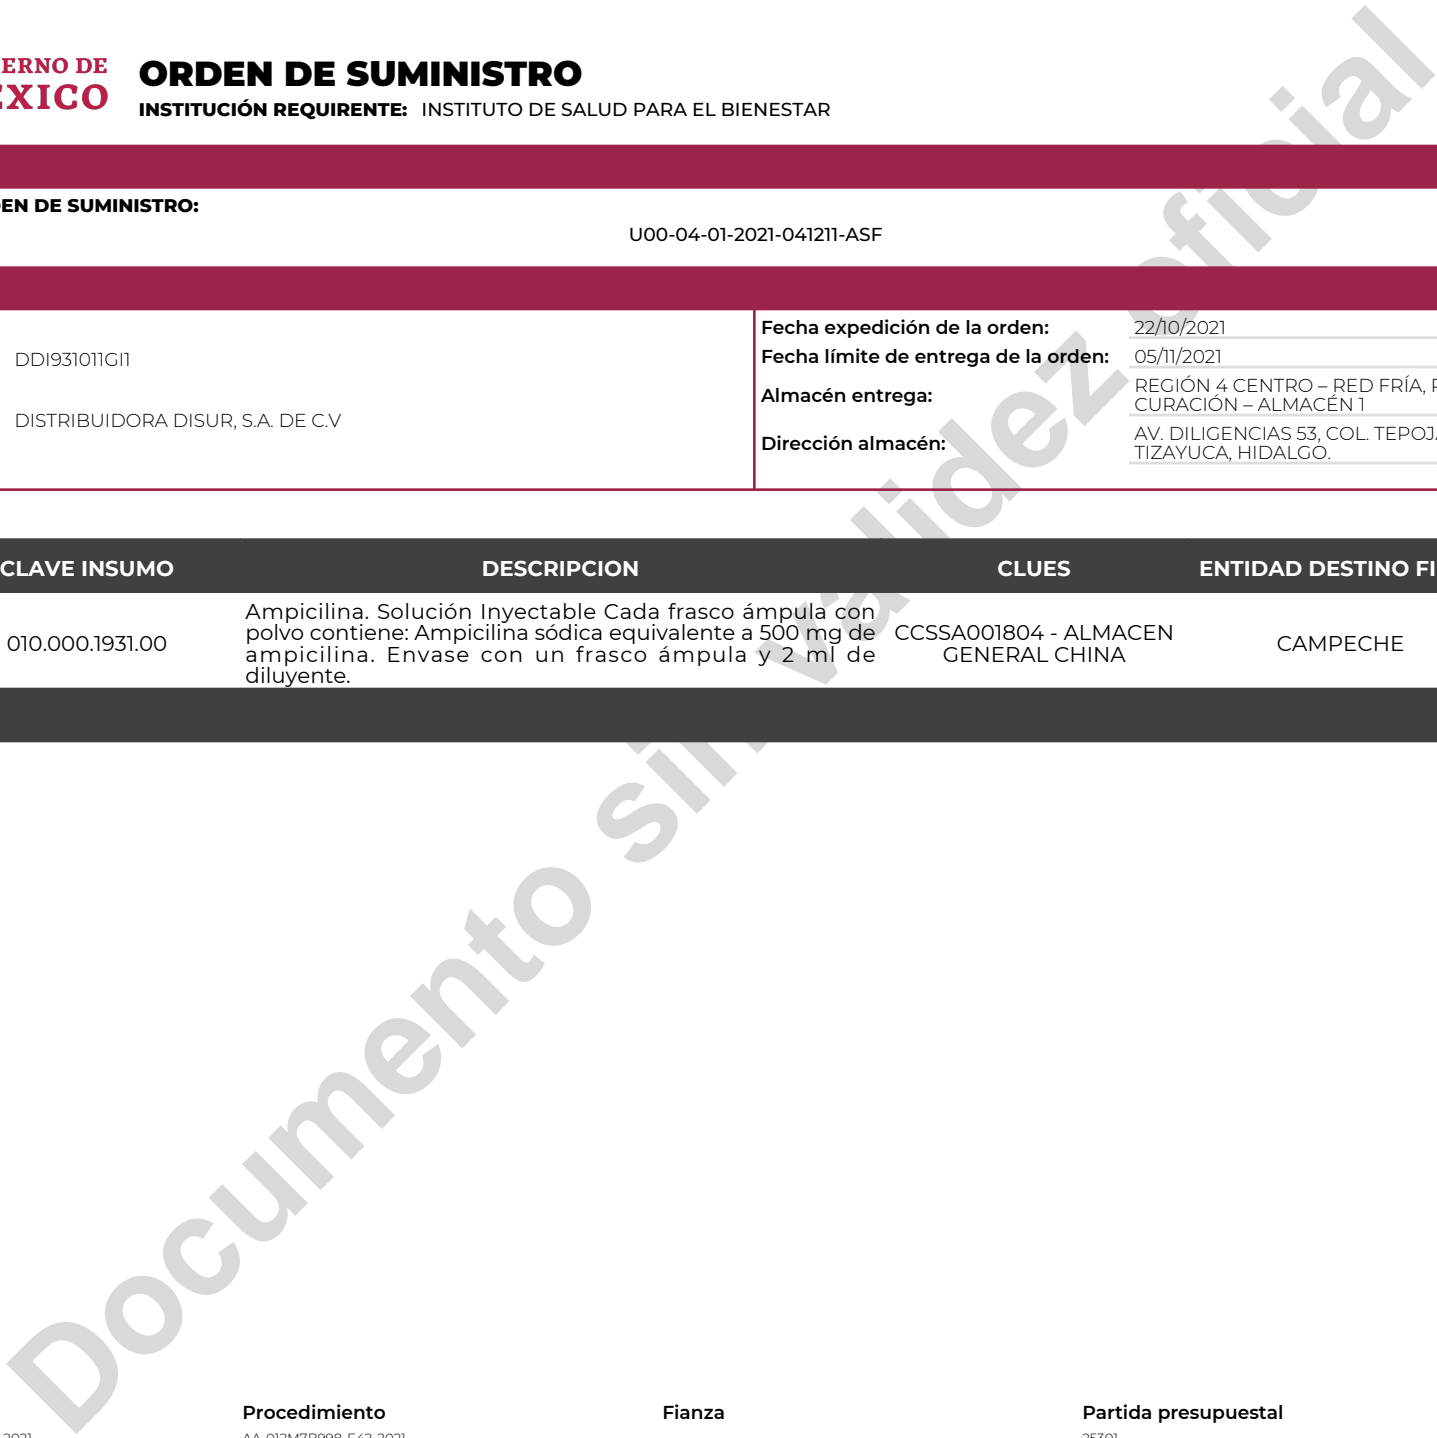 ORDEN DE SUMINISTRO
INSTITUCIÓN REQUIRENTE: INSTITUTO DE SALUD PARA EL BIENESTAR
DE SUMINISTRO:
U00-04-01-2021-041211-ASF
DDI931011GI1
DISTRIBUIDORA DISUR, S.A. DE C.V
Fecha expedición de la orden: 22/10/2021
Fecha límite de entrega de la orden: 05/11/2021
Almacén entrega: REGIÓN 4 CENTRO – RED FRÍA,
CURACIÓN – ALMACÉN 1
Dirección almacén: AV. DILIGENCIAS 53, COL.
TIZAYUCA, HIDALGO.
CLAVE INSUMO DESCRIPCION CLUES ENTIDAD DESTINO
010.000.1931.00
Ampicilina. Solución Inyectable Cada frasco ámpula con
polvo contiene: Ampicilina sódica equivalente a 500 mg de
ampicilina. Envase con un frasco ámpula y 2 ml de
diluyente.
CCSSA001804 - ALMACEN
GENERAL CHINA
CAMPECHE
Documento sin validez oficial
Procedimiento Fianza Partida presupuestal